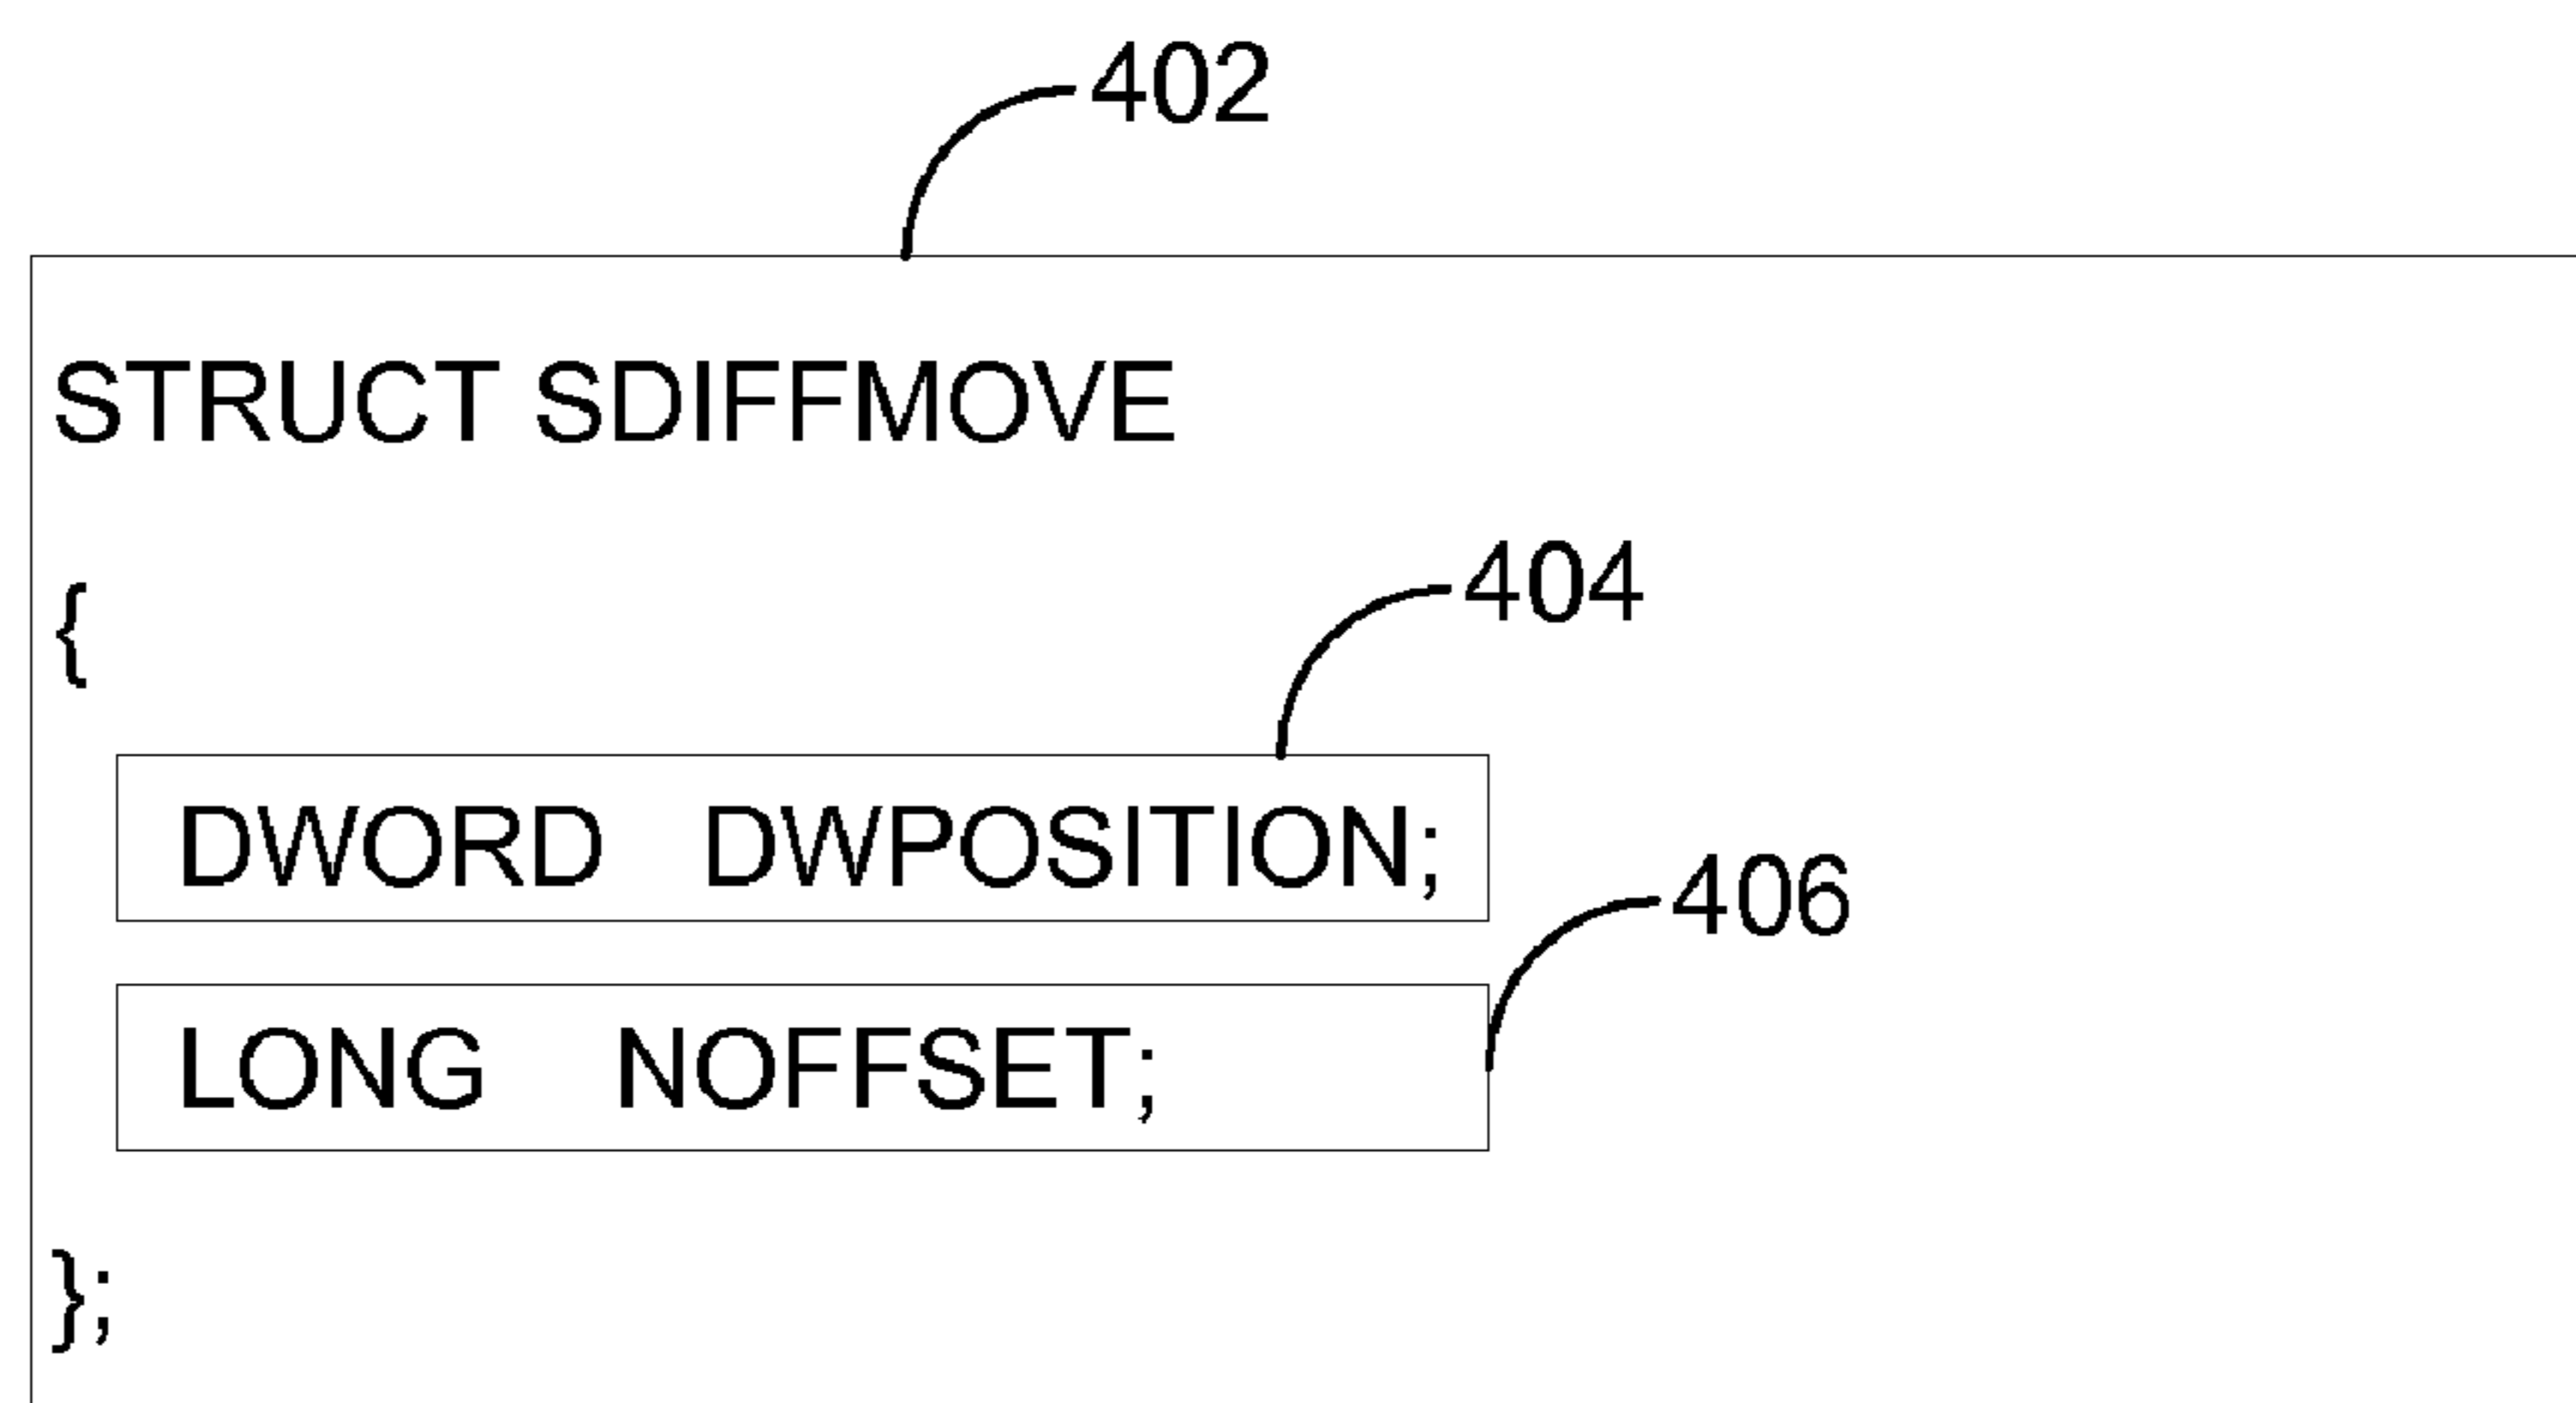 402
STRUCT SDIFFMOVE
{
404
DWORD DWPOSITION;
406
LONG NOFFSET;
};